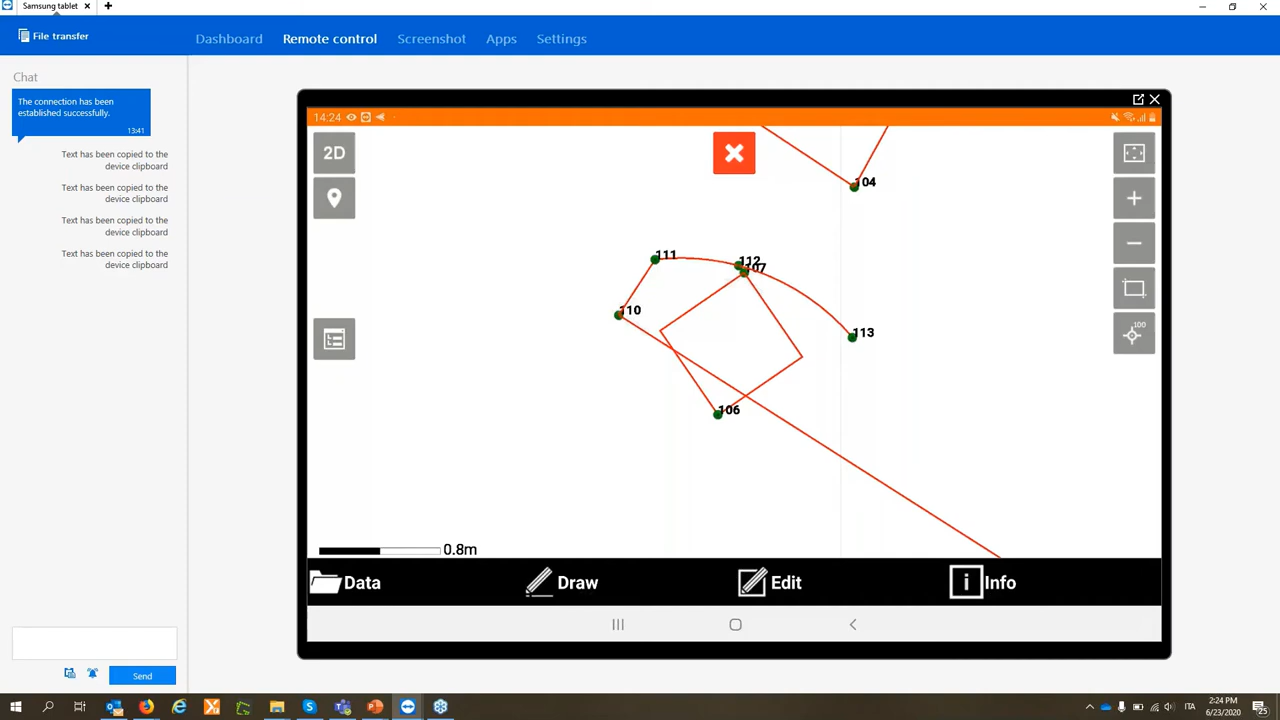 Samsung tablet
File transfer
Dashboard
Remote control
Screenshot
Apps
Settings
Chat
The connection has been
established successfully.
13:41
Text has been copied to the
device clipboard
Text has been copied to the
device clipboard
Text has been copied to the
device clipboard
Text has been copied to the
device clipboard
Send
14:24
2D
100
104
111
112
107
110
113
106
0.8m
Data
Draw
Edit
Info
2:24 PM
ITA
6/23/2020
25